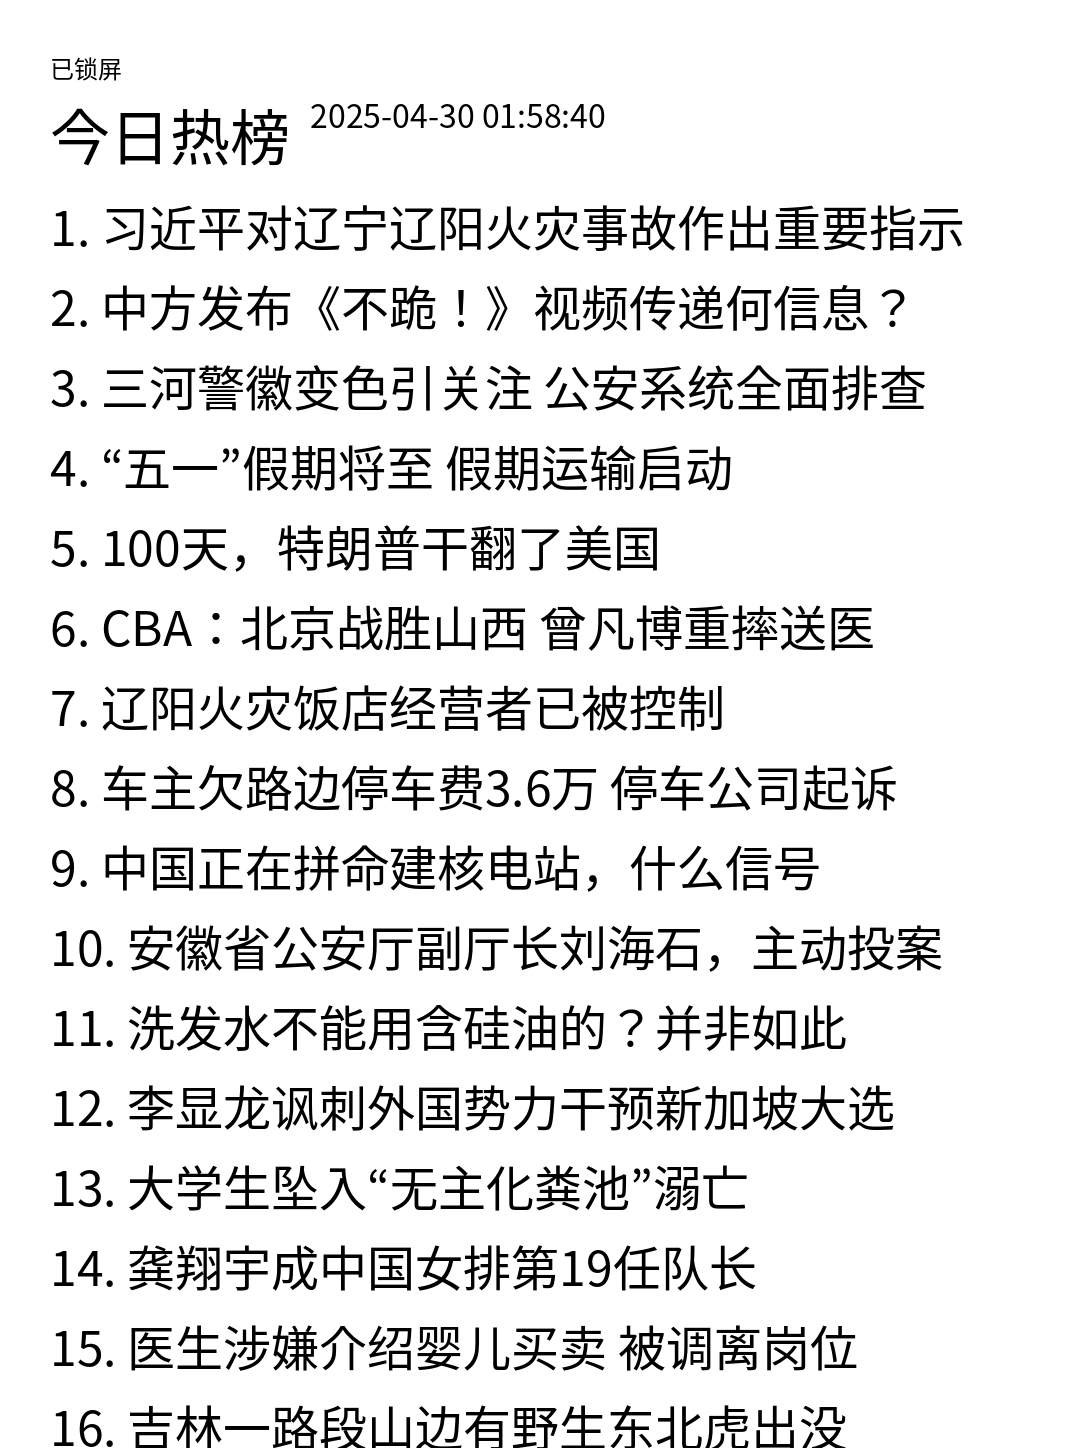 已锁屏
今日热榜 2025-04-30 01:58:40
1. 习近平对辽宁辽阳火灾事故作出重要指示
2. 中方发布《不跪！》视频传递何信息？
3. 三河警徽变色引关注 公安系统全面排查
4. “五一”假期将至 假期运输启动
5. 100天，特朗普干翻了美国
6. CBA：北京战胜山西 曾凡博重摔送医
7. 辽阳火灾饭店经营者已被控制
8. 车主欠路边停车费3.6万 停车公司起诉
9. 中国正在拼命建核电站，什么信号
10. 安徽省公安厅副厅长刘海石，主动投案
11. 洗发水不能用含硅油的？并非如此
12. 李显龙讽刺外国势力干预新加坡大选
13. 大学生坠入“无主化粪池”溺亡
14. 龚翔宇成中国女排第19任队长
15. 医生涉嫌介绍婴儿买卖 被调离岗位
16. 吉林一路段山边有野生东北虎出没